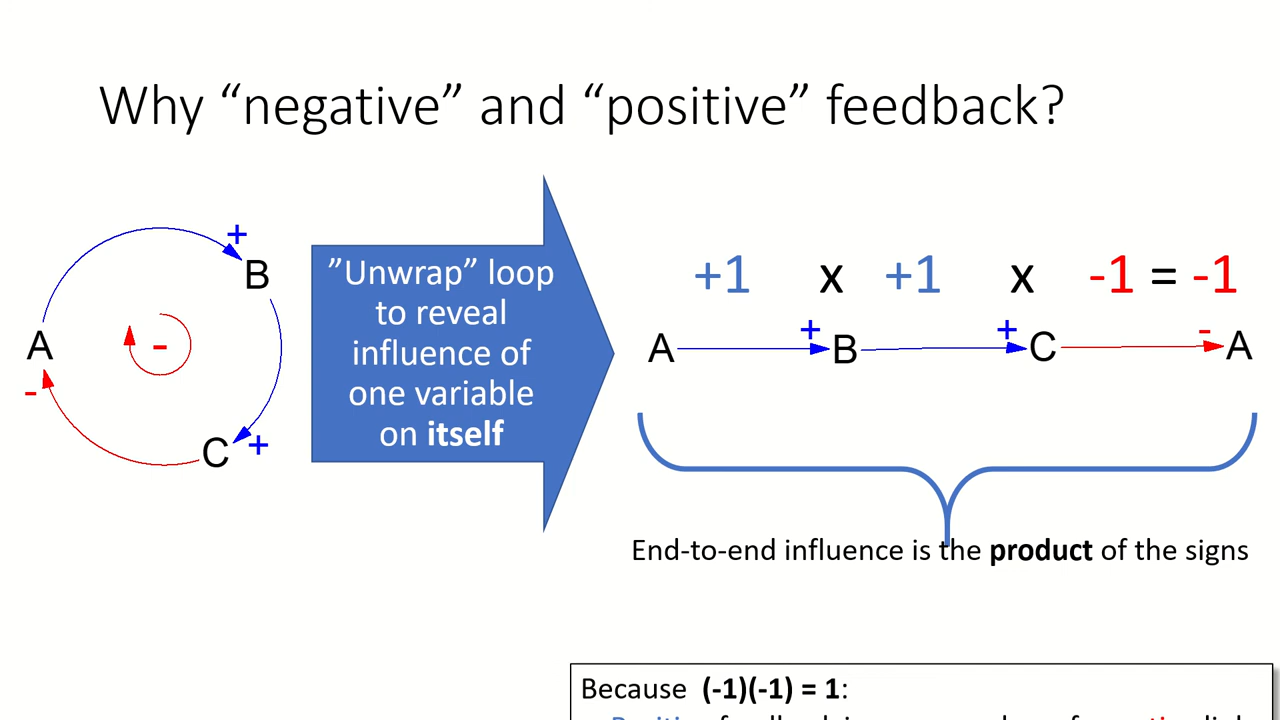 Why “negative” and “positive” feedback?
+
B
A
-
-
C
+
”Unwrap” loop
to reveal
influence of
one variable
on itself
+1 x +1 x -1 = -1
+ + -
A B C A
End-to-end influence is the product of the signs
Because (-1)(-1) = 1: